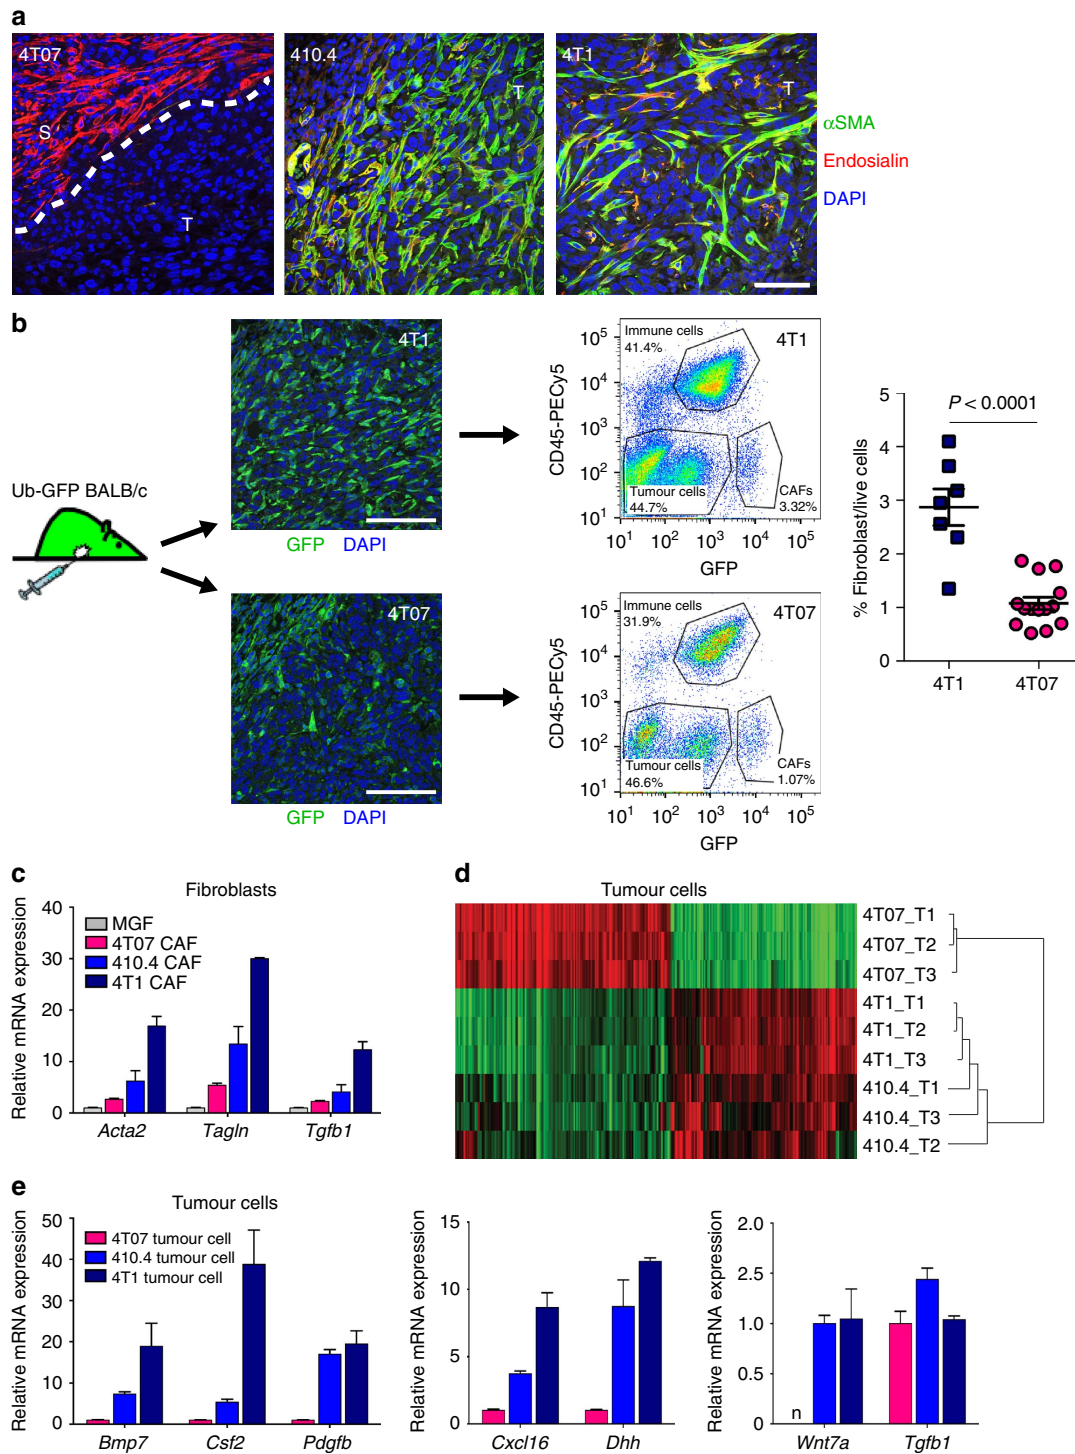 a
4T07
S
T
410.4
T
4T1
T
αSMA
Endosialin
DAPI
b
Ub-GFP BALB/c
4T1
GFP DAPI
4T07
GFP DAPI
CD45-PECy5
10^5
10^4
10^3
10^2
10^1
Immune cells
41.4%
4T1
Tumour cells
44.7%
CAFs
3.32%
10^1 10^2 10^3 10^4 10^5
GFP
CD45-PECy5
10^5
10^4
10^3
10^2
10^1
Immune cells
31.9%
4T07
Tumour cells
46.6%
CAFs
1.07%
10^1 10^2 10^3 10^4 10^5
GFP
% Fibroblast/live cells
5
4
3
2
1
0
P < 0.0001
4T1 4T07
c
Fibroblasts
Relative mRNA expression
40
30
20
10
0
MGF
4T07 CAF
410.4 CAF
4T1 CAF
Acta2 Tagln Tgfb1
d
Tumour cells
4T07_T1
4T07_T2
4T07_T3
4T1_T1
4T1_T2
4T1_T3
410.4_T1
410.4_T3
410.4_T2
e
Tumour cells
Relative mRNA expression
50
40
30
20
10
0
4T07 tumour cell
410.4 tumour cell
4T1 tumour cell
Bmp7 Csf2 Pdgfb
Relative mRNA expression
15
10
5
0
Cxcl16 Dhh
Relative mRNA expression
2.0
2.5
1.0
0.5
0
n
Wnt7a Tgfb1